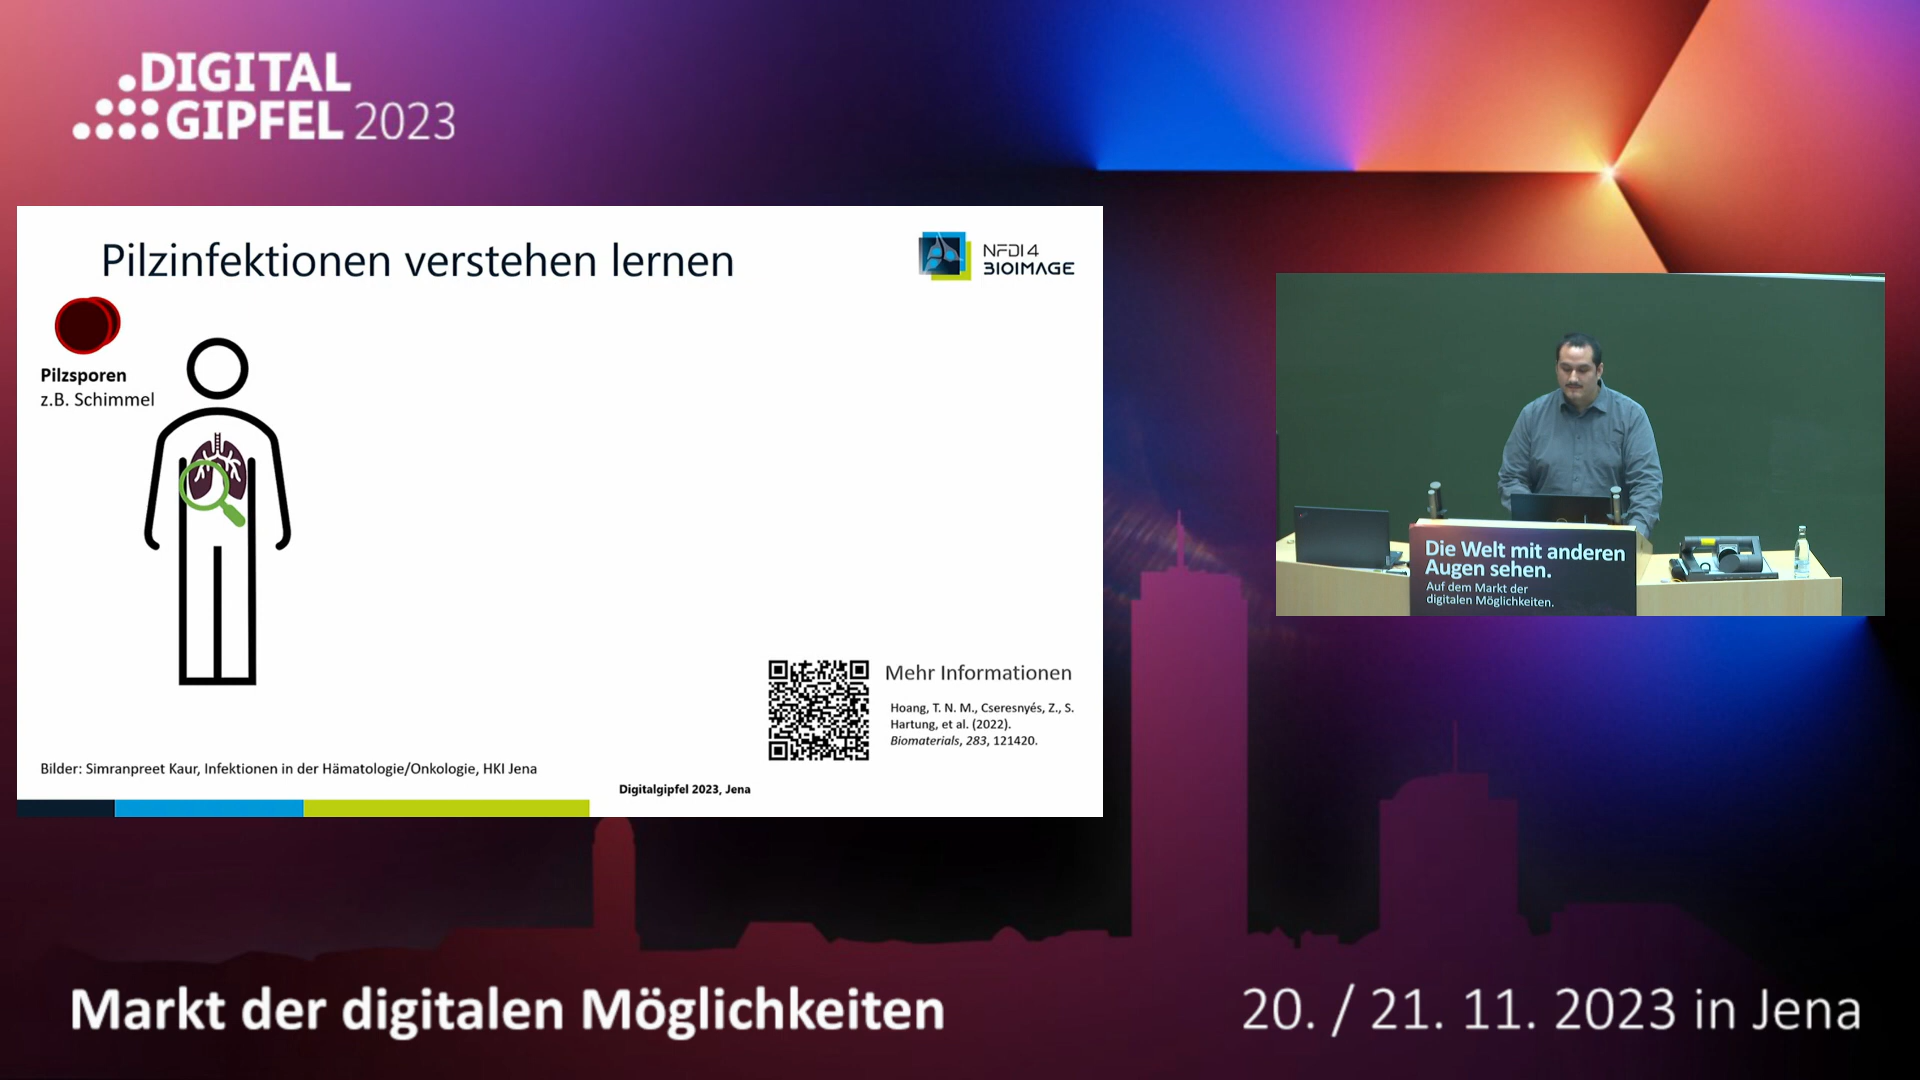 DIGITAL
GIPFEL 2023
Pilzinfektionen verstehen lernen
NFDI4
BIOIMAGE
Pilzsporen
z.B. Schimmel
Mehr Informationen
Hoang, T. N. M., Cseresnyés, Z., S.
Hartung, et al. (2022).
Biomaterials, 283, 121420.
Bilder: Simranpreet Kaur, Infektionen in der Hämatologie/Onkologie, HKI Jena
Digitalgipfel 2023, Jena
Die Welt mit anderen
Augen sehen.
Auf dem Markt der
digitalen Möglichkeiten.
Markt der digitalen Möglichkeiten
20. / 21. 11. 2023 in Jena